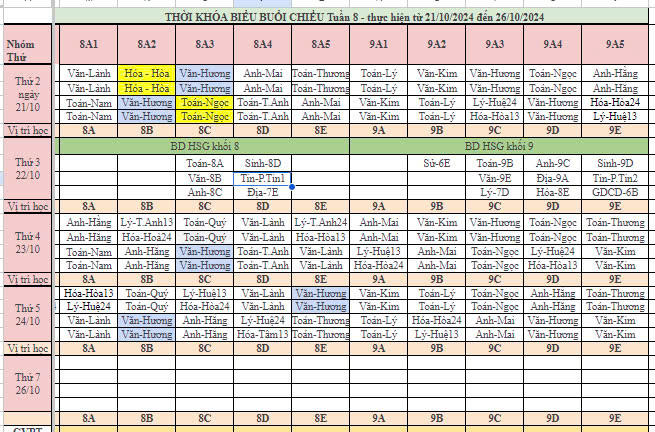 THỜI KHÓA BIỂU BUỔI CHIỀU Tuần 8 - thực hiện từ 21/10/2024 đến 26/10/2024
Nhóm Thứ 8A1 8A2 8A3 8A4 8A5 9A1 9A2 9A3 9A4 9A5
Thứ 2 ngày 21/10
Văn-Lành Hóa - Hòa Văn-Hương Anh-Mai Toán-Thương Toán-Lý Văn-Kim Văn-Hương Toán-Ngọc Anh-Hằng
Văn-Lành Hóa - Hòa Văn-Hương Anh-Mai Toán-Thương Toán-Lý Văn-Kim Văn-Hương Toán-Ngọc Anh-Hằng
Toán-Nam Văn-Hương Toán-Ngọc Toán-T.Anh Anh-Mai Văn-Kim Toán-Lý Lý-Huệ24 Văn-Hương Hóa-Hòa24
Toán-Nam Văn-Hương Toán-Ngọc Toán-T.Anh Anh-Mai Văn-Kim Toán-Lý Hóa-Hòa13 Văn-Hương Lý-Huệ13
Vị trí học 8A 8B 8C 8D 8E 9A 9B 9C 9D 9E
Thứ 3 22/10
BD HSG khối 8 BD HSG khối 9
Toán-8A Sinh-8D Sử-6E Toán-9B Anh-9C Sinh-9D
Văn-8B Tin-P.Tin1 Văn-9E Địa-9A Tin-P.Tin2
Anh-8C Địa-7E Lý-7D Hóa-8E GDCD-6B
Vị trí học 8A 8B 8C 8D 8E 9A 9B 9C 9D 9E
Thứ 4 23/10
Anh-Hằng Lý-T.Anh13 Toán-Quý Văn-Lành Lý-T.Anh24 Anh-Mai Văn-Kim Văn-Hương Toán-Ngọc Toán-Thương
Anh-Hằng Hóa-Hoà24 Toán-Quý Văn-Lành Hóa-Hòa13 Anh-Mai Văn-Kim Văn-Hương Toán-Ngọc Toán-Thương
Toán-Nam Anh-Hằng Văn-Hương Toán-T.Anh Văn-Lành Lý-Huệ13 Anh-Mai Toán-Ngọc Lý-Huệ24 Văn-Kim
Toán-Nam Anh-Hằng Văn-Hương Toán-T.Anh Văn-Lành Hóa-Hòa24 Anh-Mai Toán-Ngọc Hóa-Hòa13 Văn-Kim
Vị trí học 8A 8B 8C 8D 8E 9A 9B 9C 9D 9E
Thứ 5 24/10
Hóa-Hòa13 Toán-Quý Lý-Huệ13 Văn-Lành Văn-Hương Văn-Kim Toán-Lý Toán-Ngọc Anh-Hằng Toán-Thương
Lý-Huệ24 Toán-Quý Hóa-Hòa24 Văn-Lành Văn-Hương Văn-Kim Toán-Lý Toán-Ngọc Anh-Hằng Toán-Thương
Văn-Lành Văn-Hương Anh-Hằng Lý-Huệ24 Toán-Thương Toán-Lý Hóa-Hòa24 Anh-Mai Văn-Hương Văn-Kim
Văn-Lành Văn-Hương Anh-Hằng Hóa-Tâm13 Toán-Thương Toán-Lý Lý-Huệ13 Anh-Mai Văn-Hương Văn-Kim
Vị trí học 8A 8B 8C 8D 8E 9A 9B 9C 9D 9E
Thứ 7 26/10
8A 8B 8C 8D 8E 9A 9B 9C 9D 9E